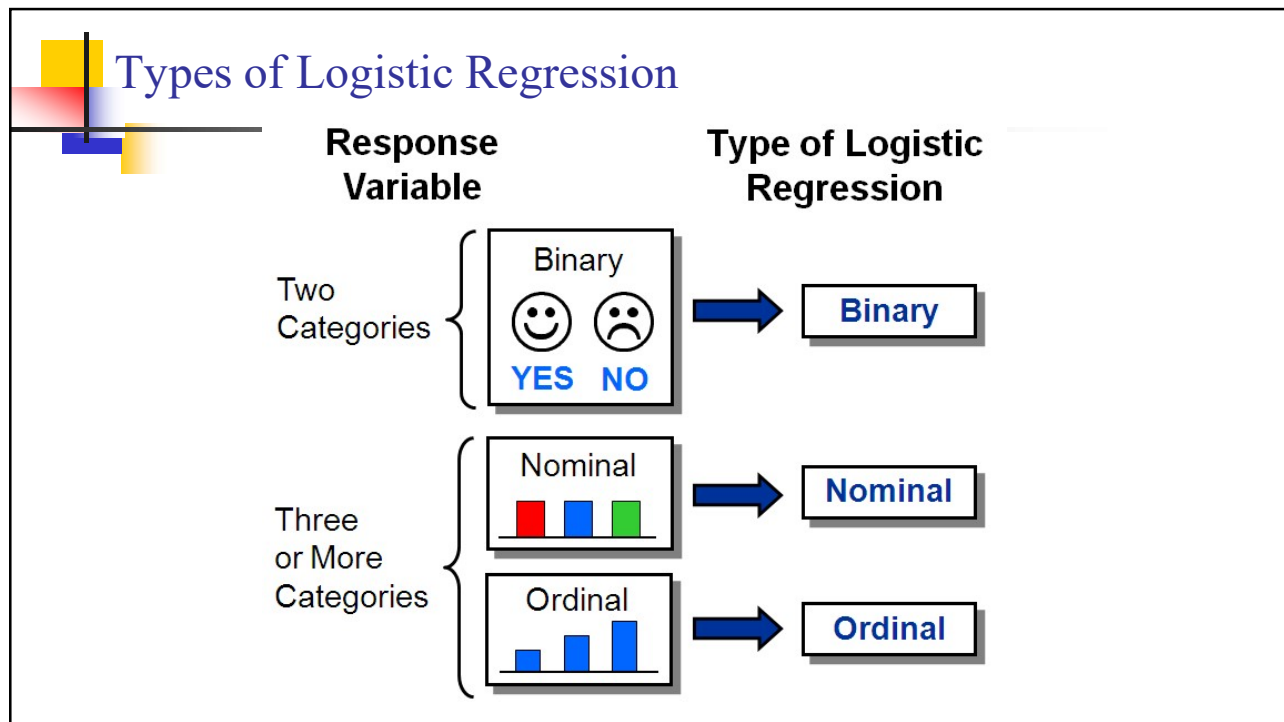 Types of Logistic Regression
Response
Variable
Type of Logistic
Regression
Two
Categories
Binary
YES NO
Binary
Three
or More
Categories
Nominal
Nominal
Ordinal
Ordinal